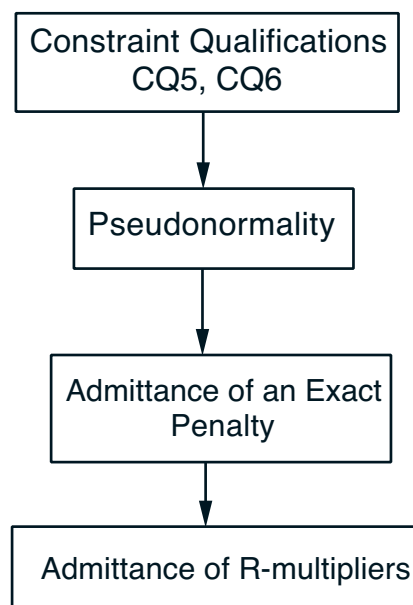 Constraint Qualifications
CQ5, CQ6
Pseudonormality
Admittance of an Exact
Penalty
Admittance of R-multipliers